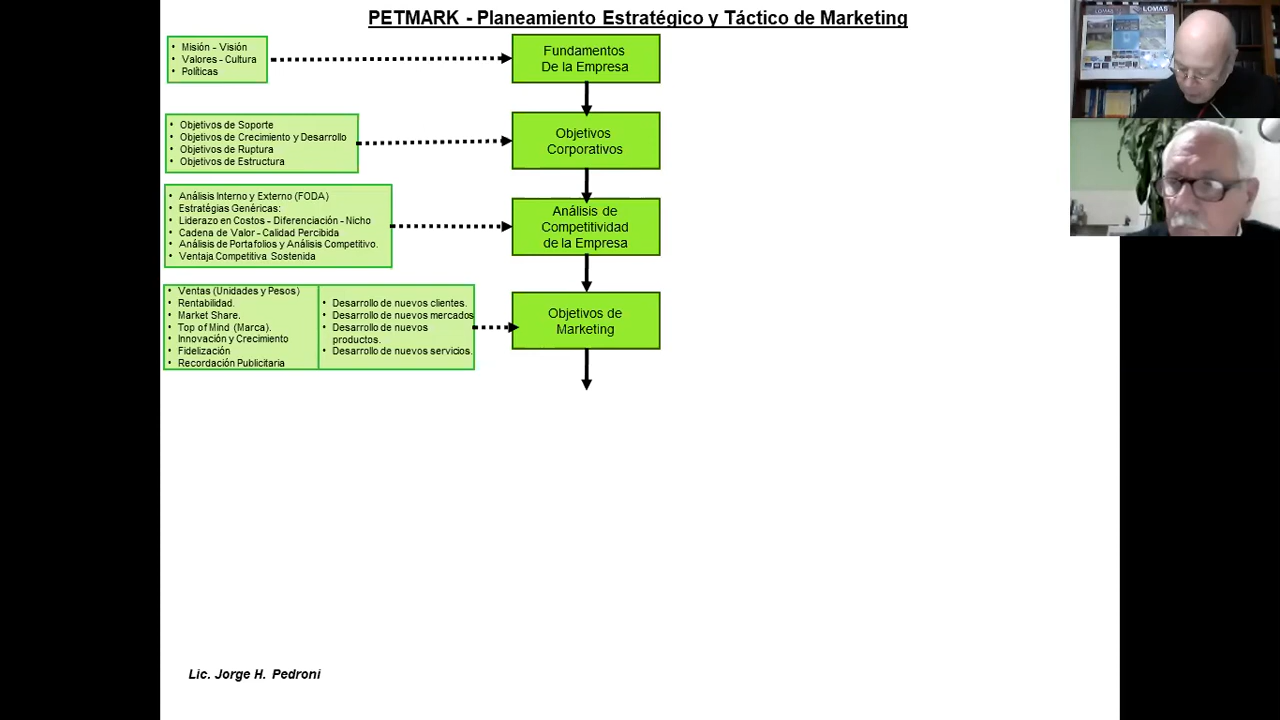 PETMARK - Planeamiento Estratégico y Táctico de Marketing
• Misión – Visión
• Valores - Cultura
• Políticas
Fundamentos
De la Empresa
• Objetivos de Soporte
• Objetivos de Crecimiento y Desarrollo
• Objetivos de Ruptura
• Objetivos de Estructura
Objetivos
Corporativos
• Análisis Interno y Externo (FODA)
• Estratégias Genéricas:
• Liderazo en Costos – Diferenciación - Nicho
• Cadena de Valor – Calidad Percibida
• Análisis de Portafolios y Análisis Competitivo.
• Ventaja Competitiva Sostenida
Análisis de
Competitividad
de la Empresa
• Ventas (Unidades y Pesos)
• Rentabilidad.
• Market Share.
• Top of Mind (Marca).
• Innovación y Crecimiento
• Fidelización
• Recordación Publicitaria
• Desarrollo de nuevos clientes.
• Desarrollo de nuevos mercados
• Desarrollo de nuevos
productos.
• Desarrollo de nuevos servicios.
Objetivos de
Marketing
Lic. Jorge H. Pedroni
LOMAS
LOMAS